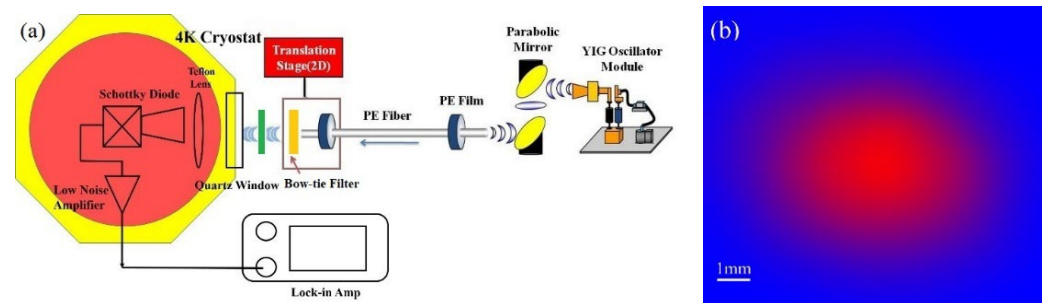 (a)
4K Cryostat
Teflon
Lens
Schottky Diode
Low Noise
Amplifier
Quartz Window
Translation
Stage(2D)
Bow-tie Filter
PE Fiber
PE Film
Parabolic
Mirror
YIG Oscillator
Module
Lock-in Amp
(b)
1mm